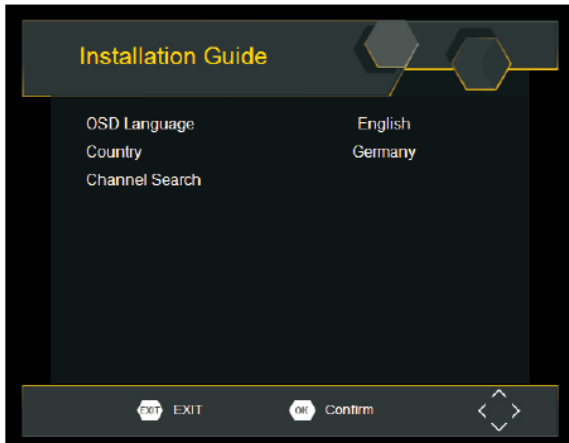 Installation Guide
OSD Language English
Country Germany
Channel Search
EXIT EXIT OK Confirm